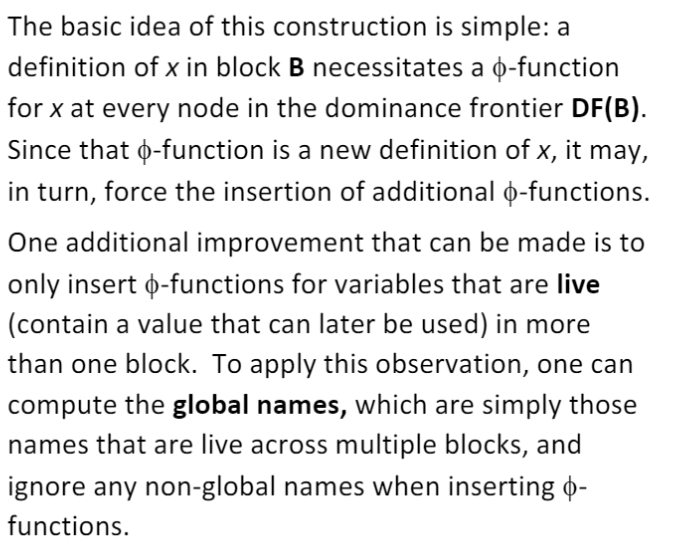 The basic idea of this construction is simple: a
definition of x in block B necessitates a ϕ-function
for x at every node in the dominance frontier DF(B).
Since that ϕ-function is a new definition of x, it may,
in turn, force the insertion of additional ϕ-functions.
One additional improvement that can be made is to
only insert ϕ-functions for variables that are live
(contain a value that can later be used) in more
than one block.  To apply this observation, one can
compute the global names, which are simply those
names that are live across multiple blocks, and
ignore any non-global names when inserting ϕ-
functions.